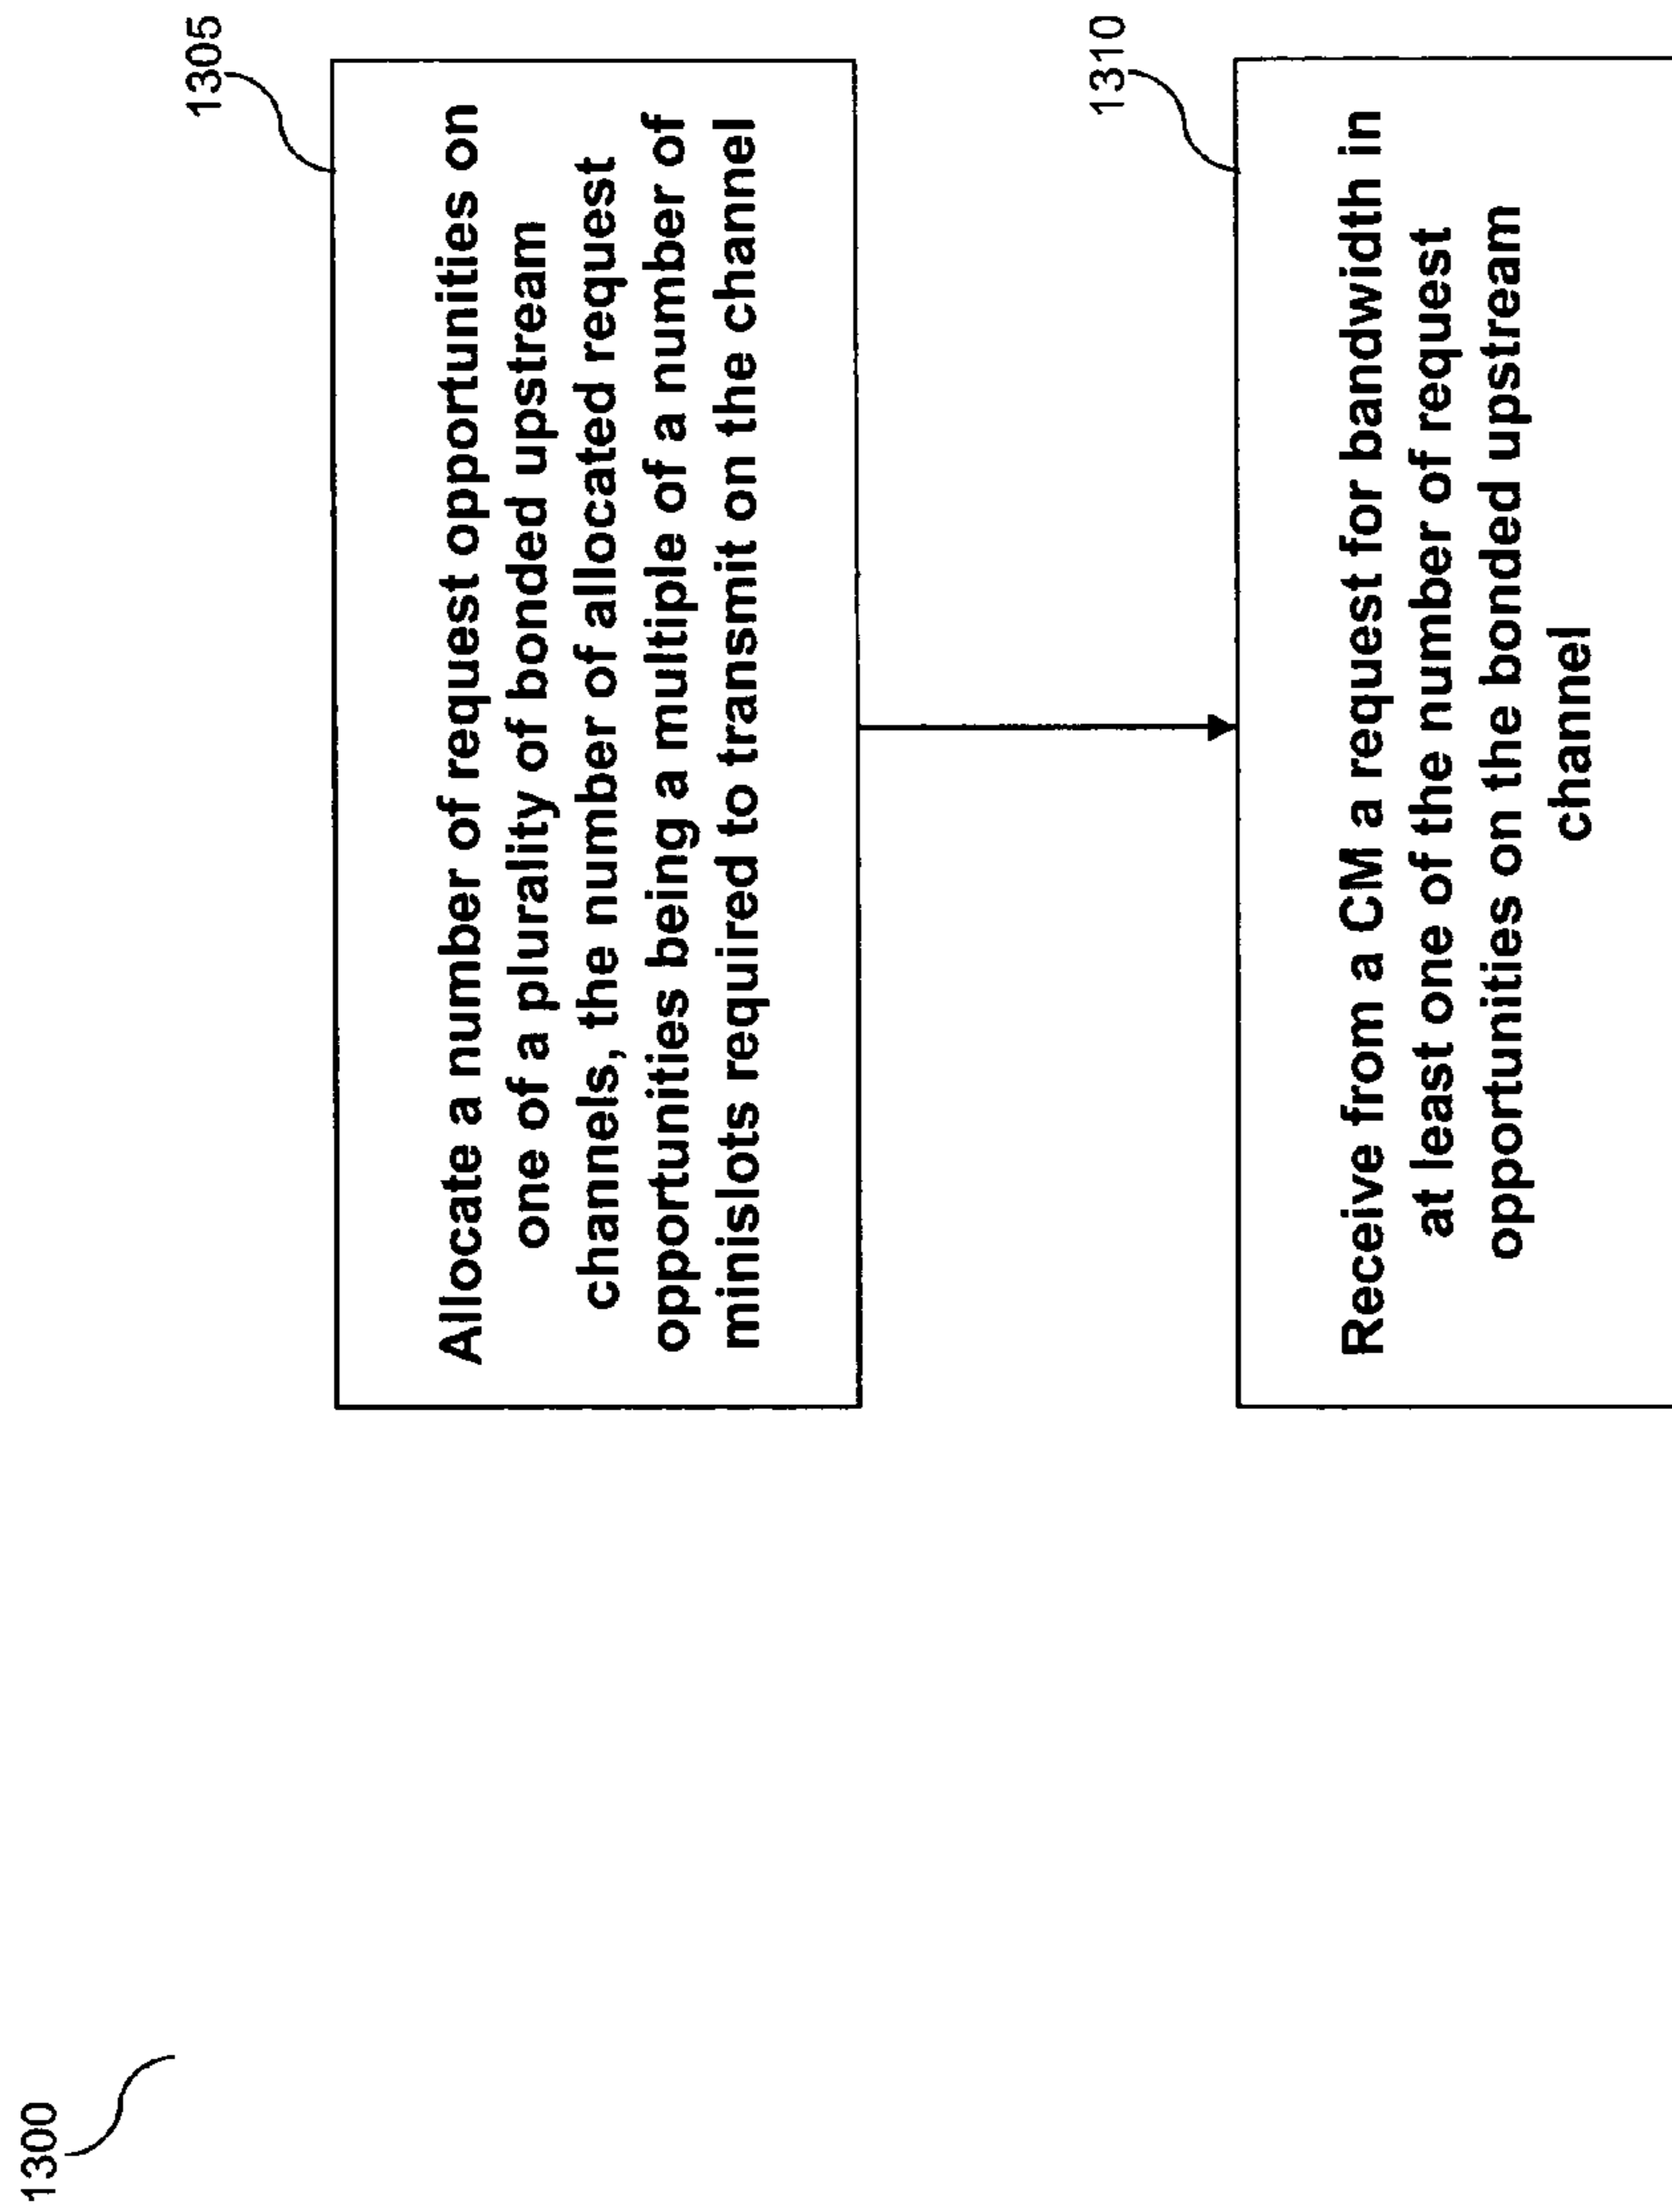 1300
1305
Allocate a number of request opportunities on
one of a plurality of bonded upstream
channels, the number of allocated request
opportunities being a multiple of a number of
minislots required to transmit on the channel
1310
Receive from a CM a request for bandwidth in
at least one of the number of request
opportunities on the bonded upstream
channel